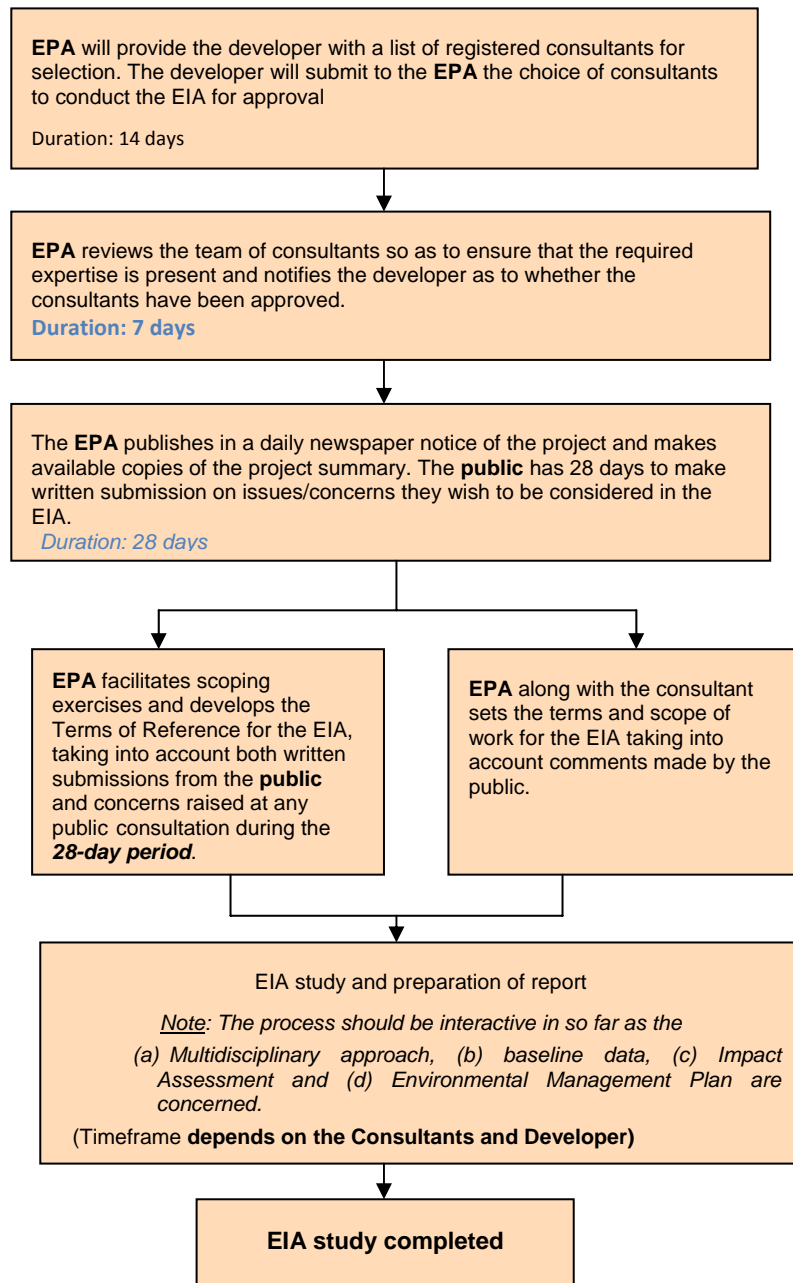 EPA will provide the developer with a list of registered consultants for
selection. The developer will submit to the EPA the choice of consultants
to conduct the EIA for approval
Duration: 14 days
EPA reviews the team of consultants so as to ensure that the required
expertise is present and notifies the developer as to whether the
consultants have been approved.
Duration: 7 days
The EPA publishes in a daily newspaper notice of the project and makes
available copies of the project summary. The public has 28 days to make
written submission on issues/concerns they wish to be considered in the
EIA.
Duration: 28 days
EPA facilitates scoping
exercises and develops the
Terms of Reference for the EIA,
taking into account both written
submissions from the public
and concerns raised at any
public consultation during the
28-day period.
EPA along with the consultant
sets the terms and scope of
work for the EIA taking into
account comments made by the
public.
EIA study and preparation of report
Note: The process should be interactive in so far as the
(a) Multidisciplinary approach, (b) baseline data, (c) Impact
Assessment and (d) Environmental Management Plan are
concerned.
(Timeframe depends on the Consultants and Developer)
EIA study completed